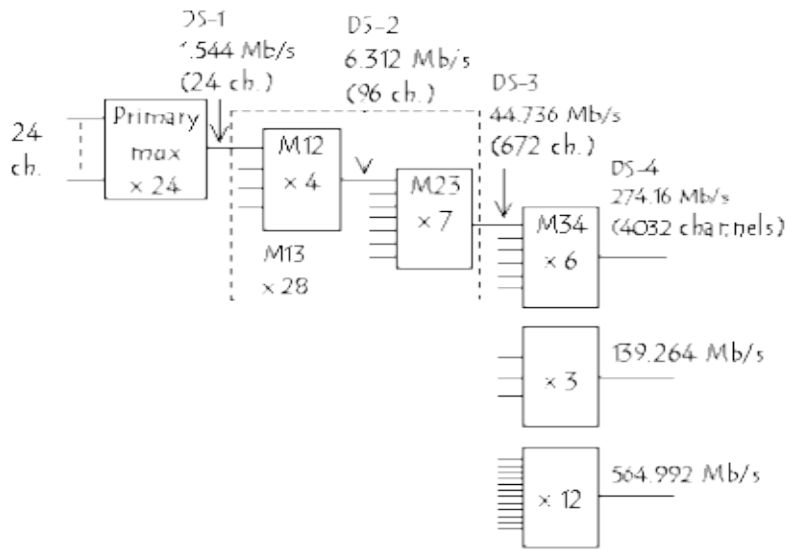 DS-1
1.544 Mb/s
(24 ch.)
DS-2
6.312 Mb/s
(96 ch.)
DS-3
44.736 Mb/s
(672 ch.)
DS-4
274.16 Mb/s
(4032 channels)
24
ch.
Primary
max
× 24
M12
× 4
M23
× 7
M13
× 28
M34
× 6
× 3
139.264 Mb/s
× 12
564.992 Mb/s